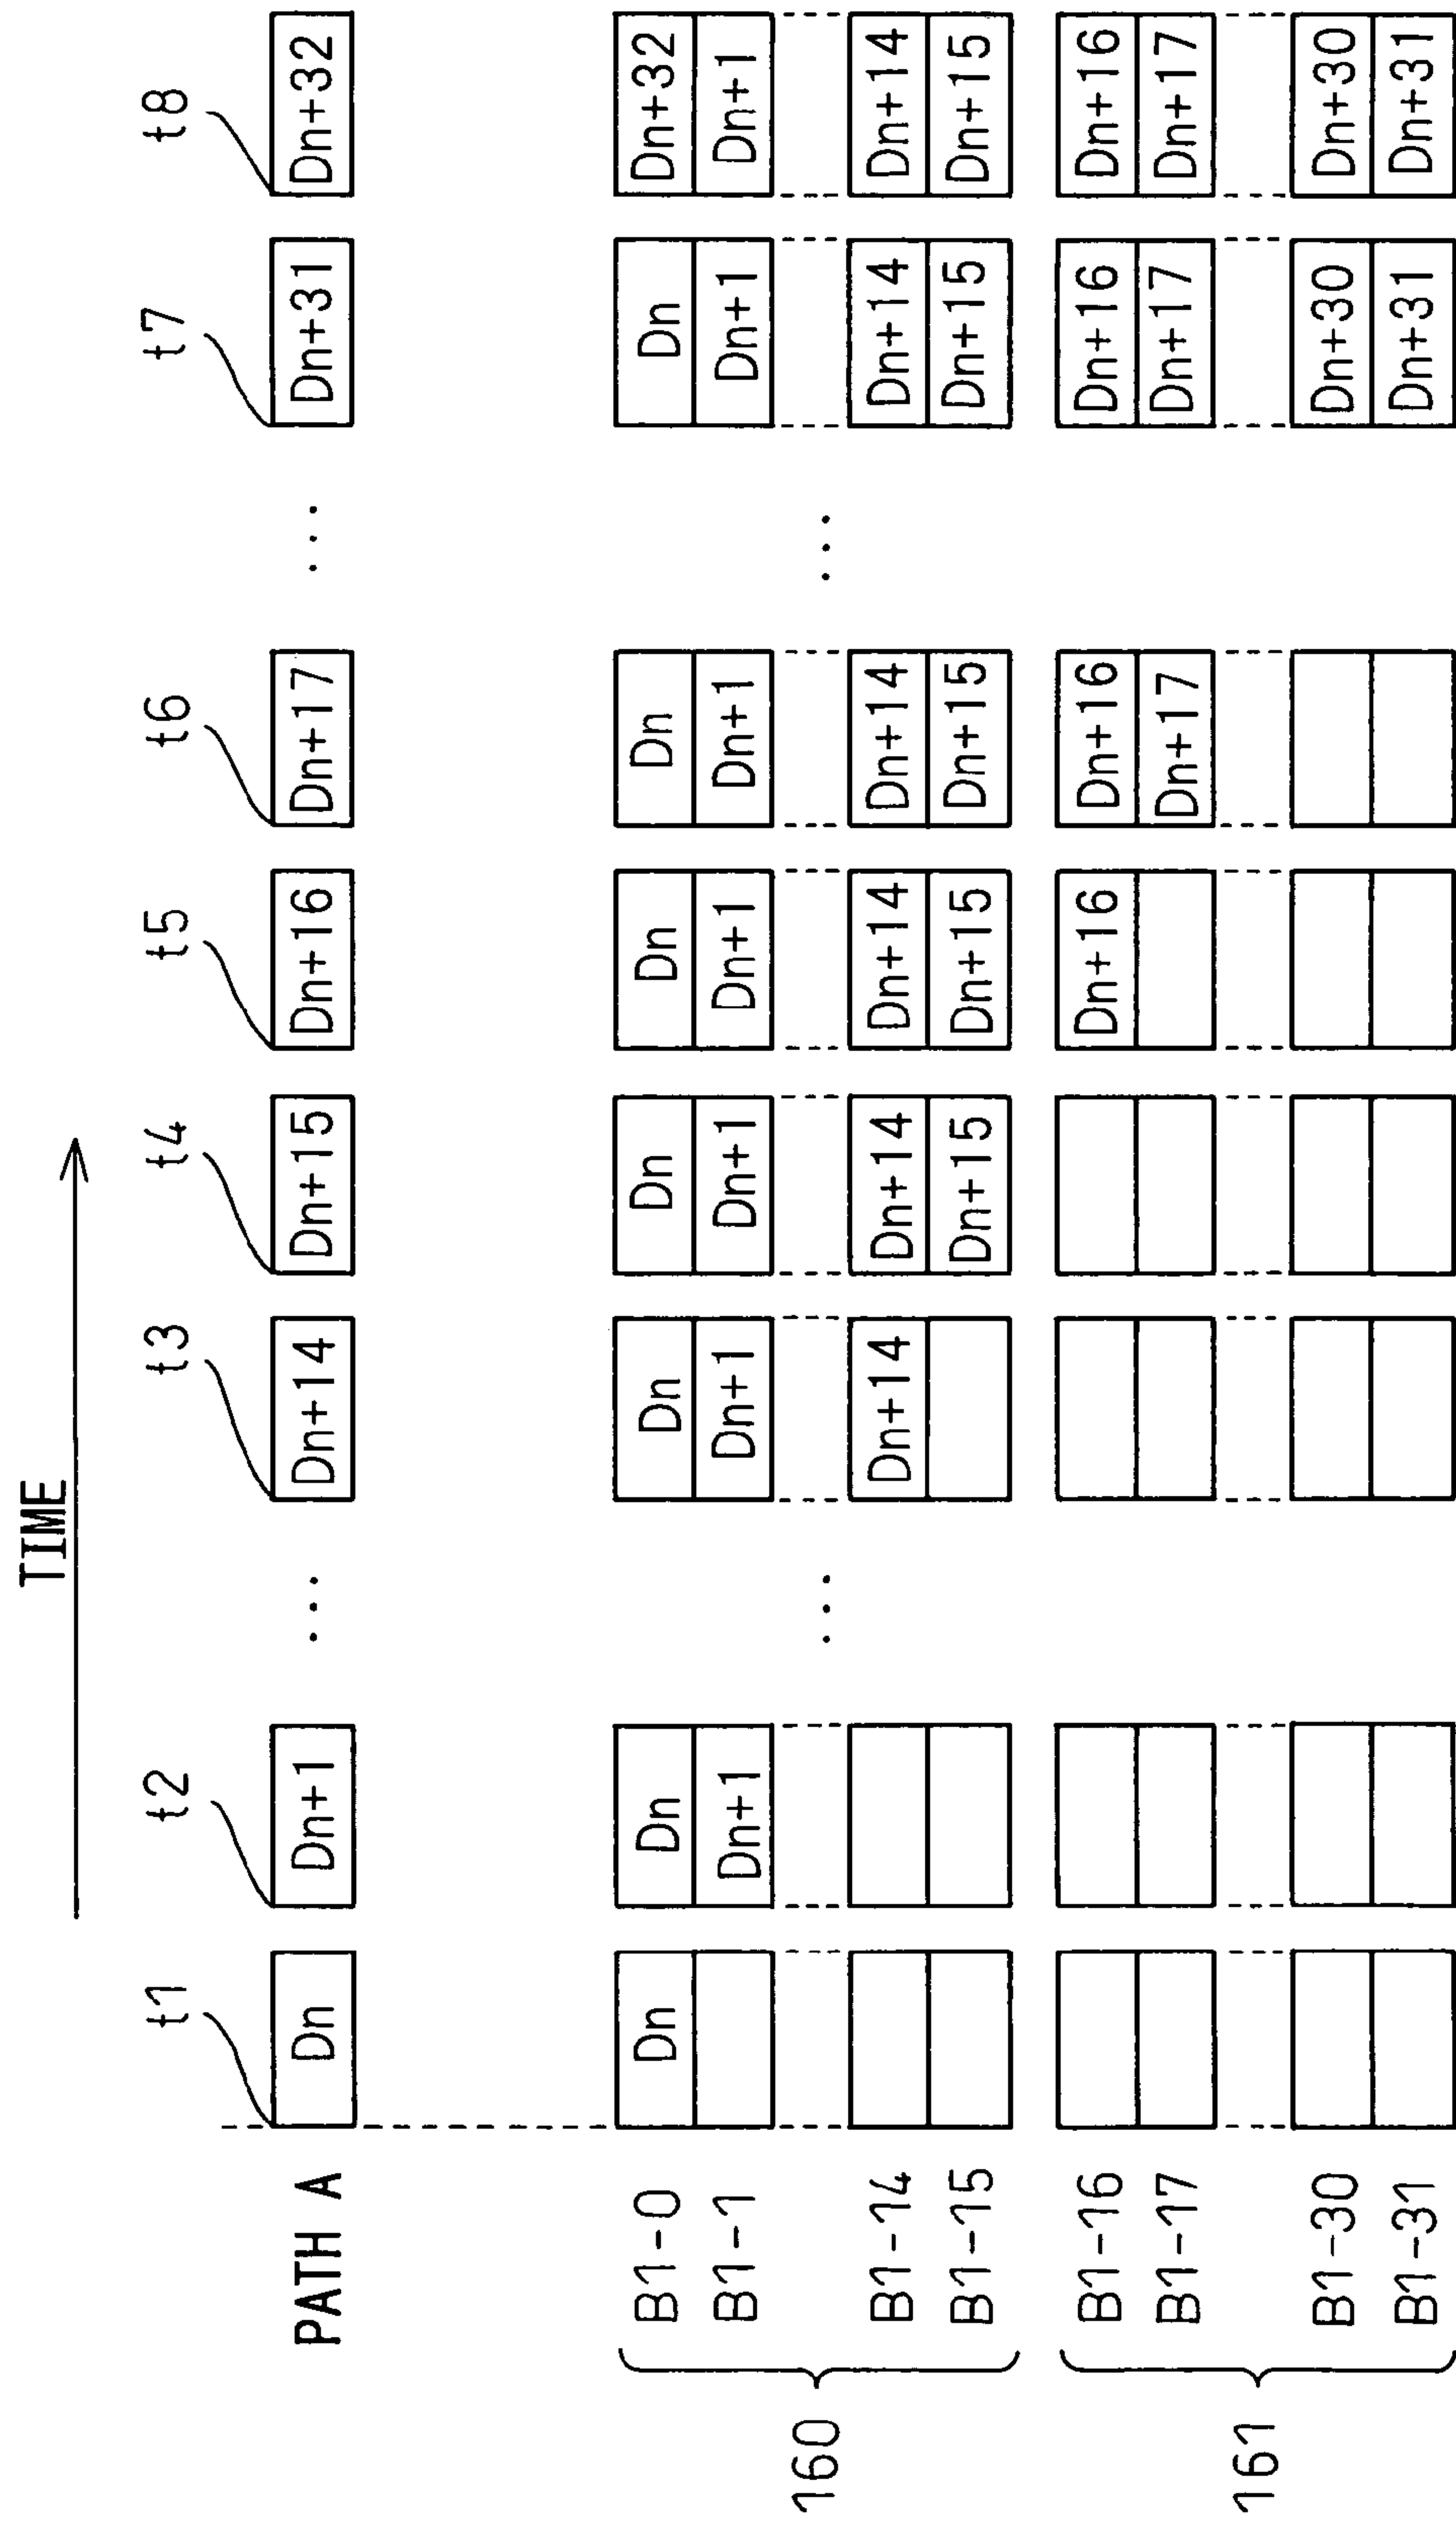 TIME
t1 t2 t3 t4 t5 t6 t7 t8
PATH A Dn Dn+1 ... Dn+14 Dn+15 Dn+16 Dn+17 ... Dn+31 Dn+32
B1-0 Dn Dn Dn Dn Dn Dn Dn Dn+32
B1-1 Dn+1 Dn+1 Dn+1 Dn+1 Dn+1 Dn+1 Dn+1
160 ... ...
B1-14 Dn+14 Dn+14 Dn+14 Dn+14 Dn+14 Dn+14
B1-15 Dn+15 Dn+15 Dn+15 Dn+15 Dn+15
B1-16 Dn+16 Dn+16 Dn+16 Dn+16
B1-17 Dn+17 Dn+17 Dn+17
161
B1-30 Dn+30 Dn+30
B1-31 Dn+31 Dn+31